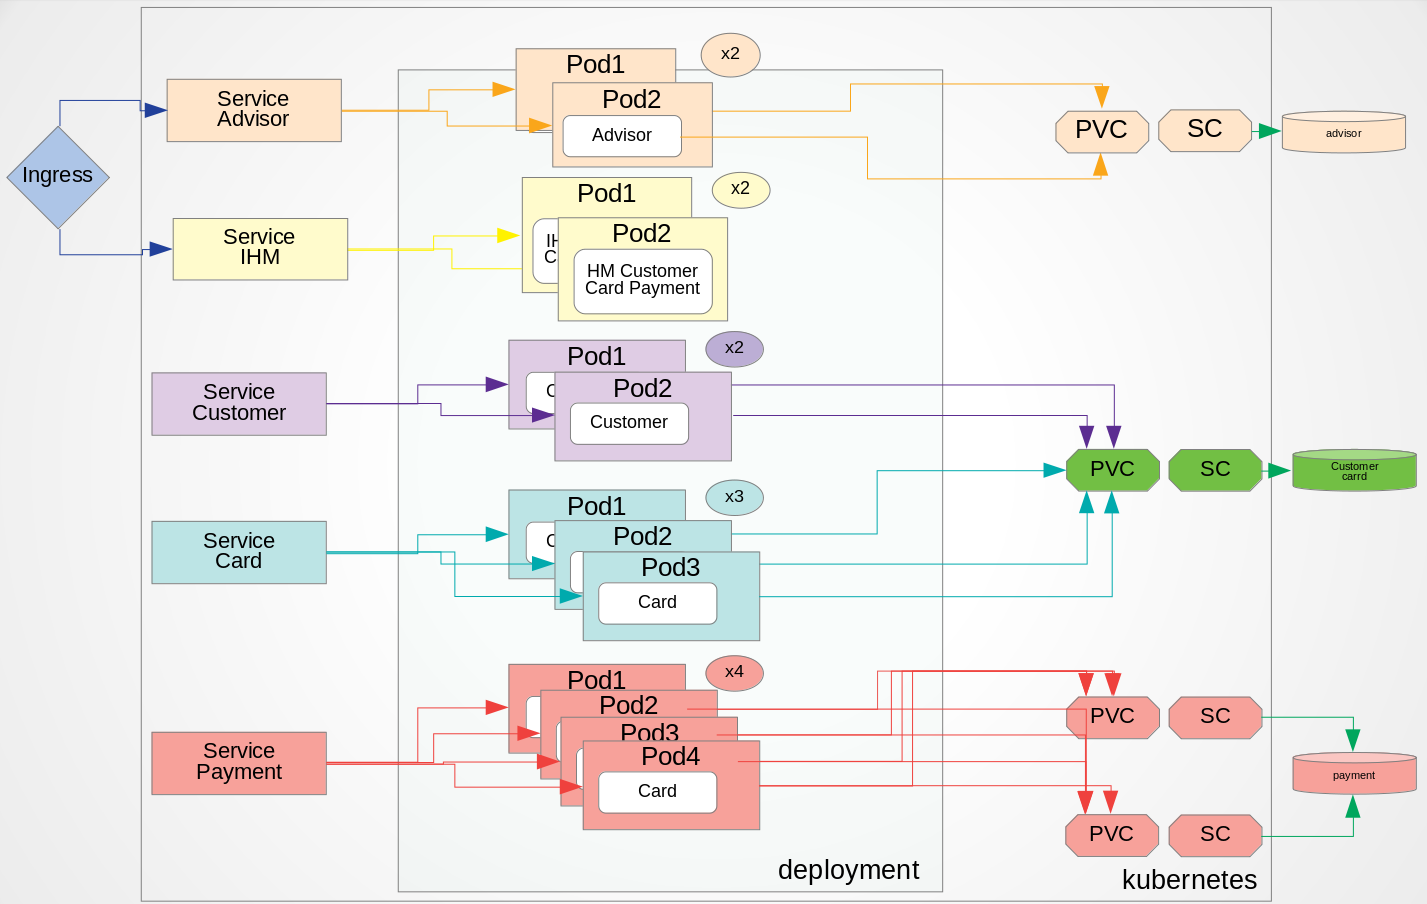 Ingress
Service
Advisor
Pod1
Pod2
Advisor
x2
PVC
SC
advisor
Service
IHM
Pod1
Pod2
HM Customer
Card Payment
x2
Service
Customer
Pod1
Pod2
Customer
x2
PVC
SC
Customer
carrd
Service
Card
Pod1
Pod2
Pod3
Card
x3
Service
Payment
Pod1
Pod2
Pod3
Pod4
Card
x4
PVC
SC
payment
PVC
SC
deployment
kubernetes